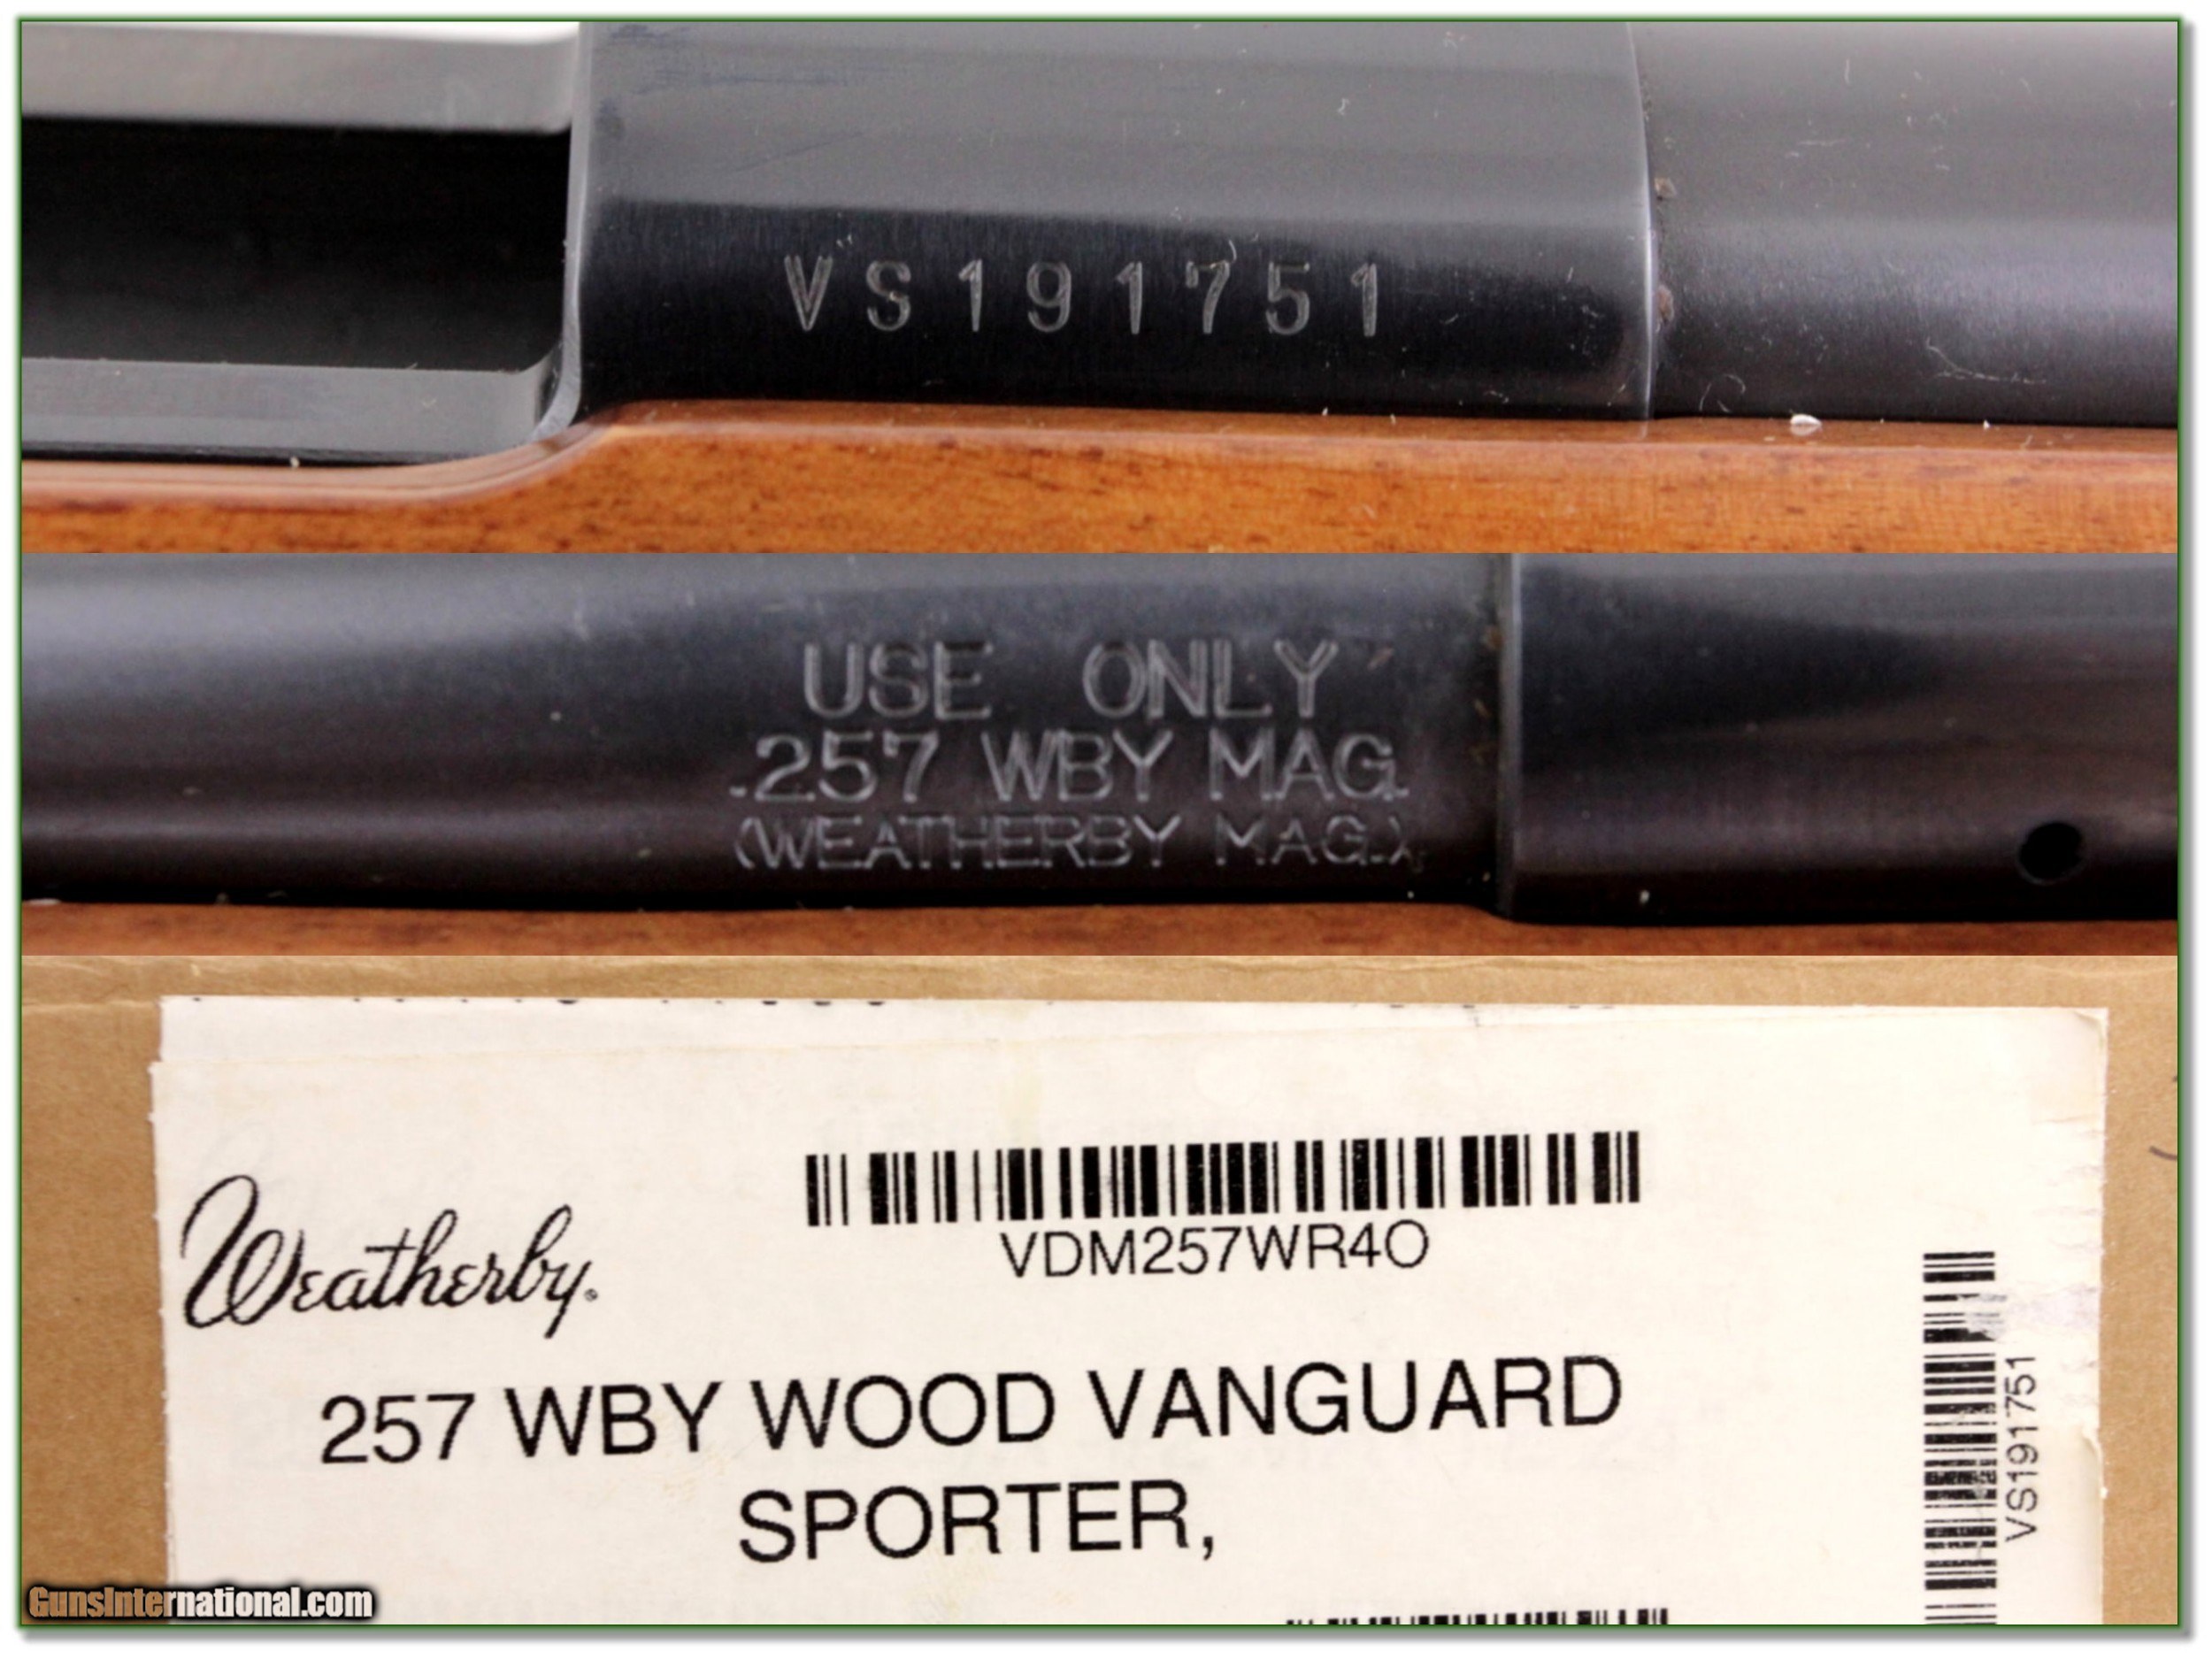 VS191751
USE ONLY
.257 WBY MAG.
(WEATHERBY MAG.)
Weatherby.
VDM257WR4O
257 WBY WOOD VANGUARD
SPORTER,
VS191751
GunsInternational.com